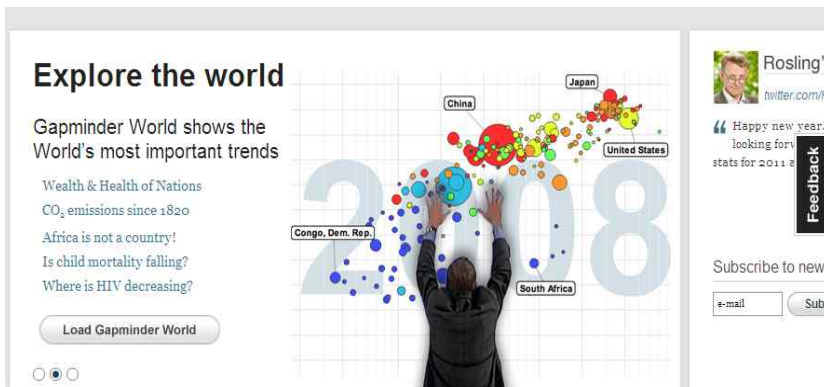 Explore the world
Gapminder World shows the
World's most important trends
Wealth & Health of Nations
CO₂ emissions since 1820
Africa is not a country!
Is child mortality falling?
Where is HIV decreasing?
Load Gapminder World
2008
Japan
China
United States
Congo, Dem. Rep.
South Africa
Rosling'
twitter.com/
“ Happy new year.
looking forv
stats for 2011 a
Feedback
Subscribe to new
e-mail
Sub